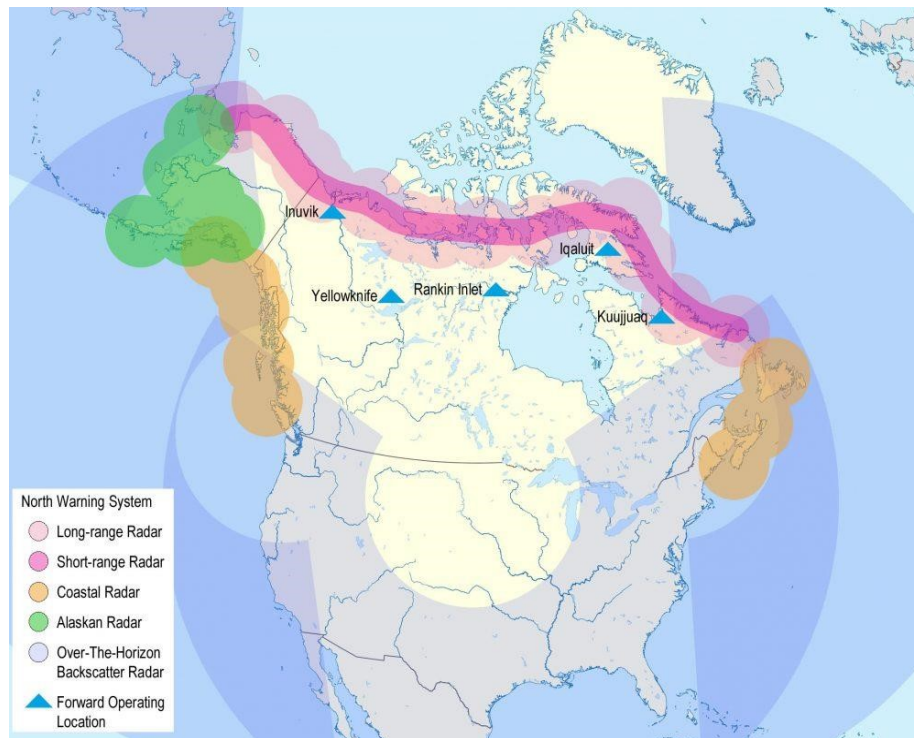 Inuvik
Iqaluit
Yellowknife
Rankin Inlet
Kuujjuaq
North Warning System
Long-range Radar
Short-range Radar
Coastal Radar
Alaskan Radar
Over-The-Horizon
Backscatter Radar
Forward Operating
Location